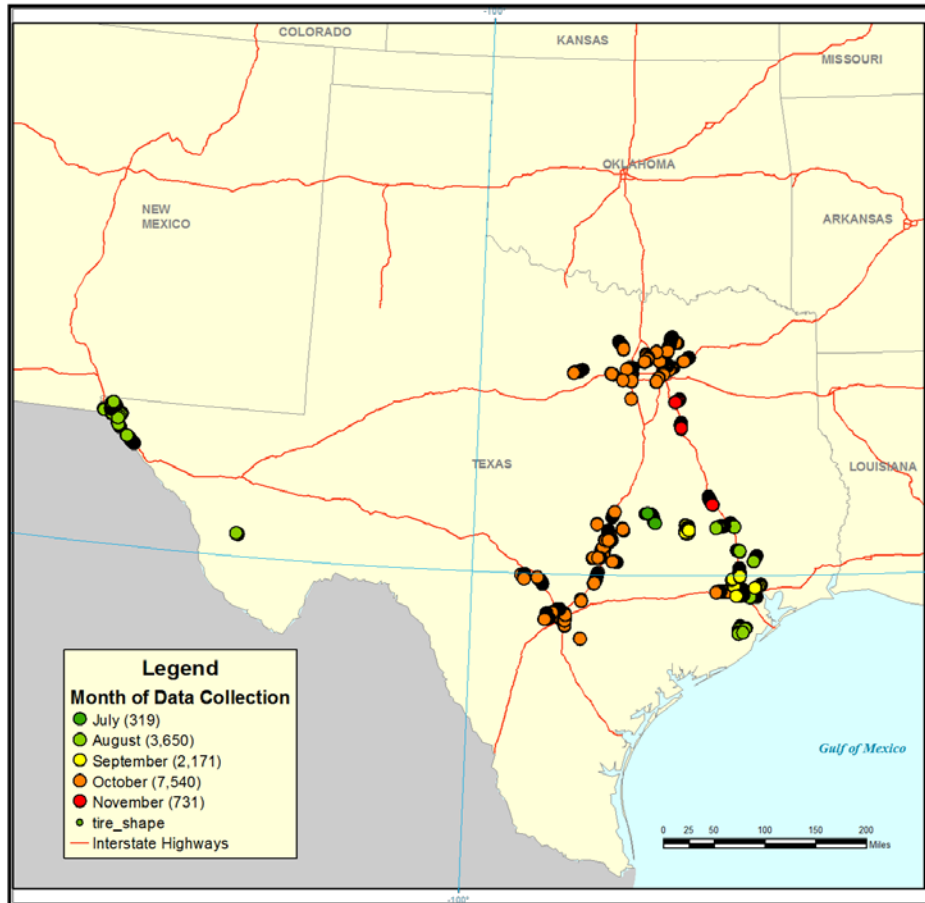 -100°
COLORADO
KANSAS
MISSOURI
OKLAHOMA
NEW
MEXICO
ARKANSAS
TEXAS
LOUISIANA
Legend
Month of Data Collection
July (319)
August (3,650)
September (2,171)
October (7,540)
November (731)
tire_shape
Interstate Highways
Gulf of Mexico
0 25 50 100 150 200
Miles
-100°